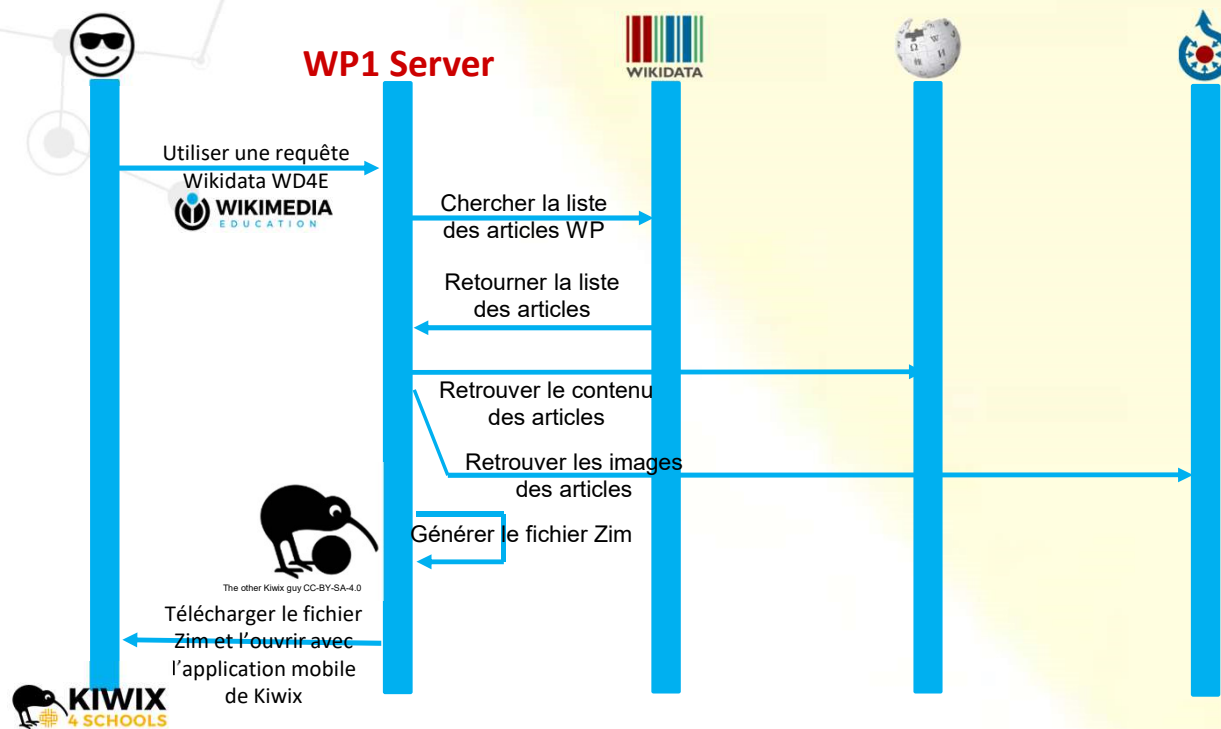 WP1 Server
WIKIDATA
Utiliser une requête
Wikidata WD4E
WIKIMEDIA
EDUCATION
Chercher la liste
des articles WP
Retourner la liste
des articles
Retrouver le contenu
des articles
Retrouver les images
des articles
Générer le fichier Zim
The other Kiwix guy CC-BY-SA-4.0
Télécharger le fichier
Zim et l’ouvrir avec
l’application mobile
de Kiwix
KIWIX
4 SCHOOLS